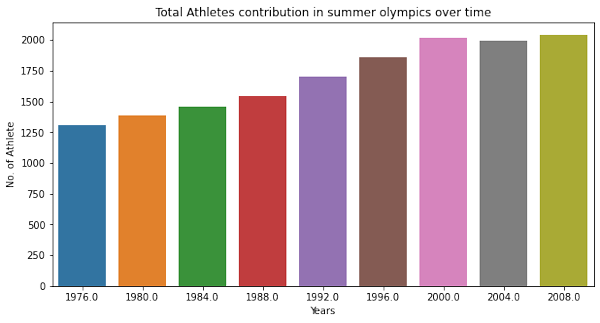 Total Athletes contribution in summer olympics over time
No. of Athlete
2000
1750
1500
1250
1000
750
500
250
0
1976.0 1980.0 1984.0 1988.0 1992.0 1996.0 2000.0 2004.0 2008.0
Years